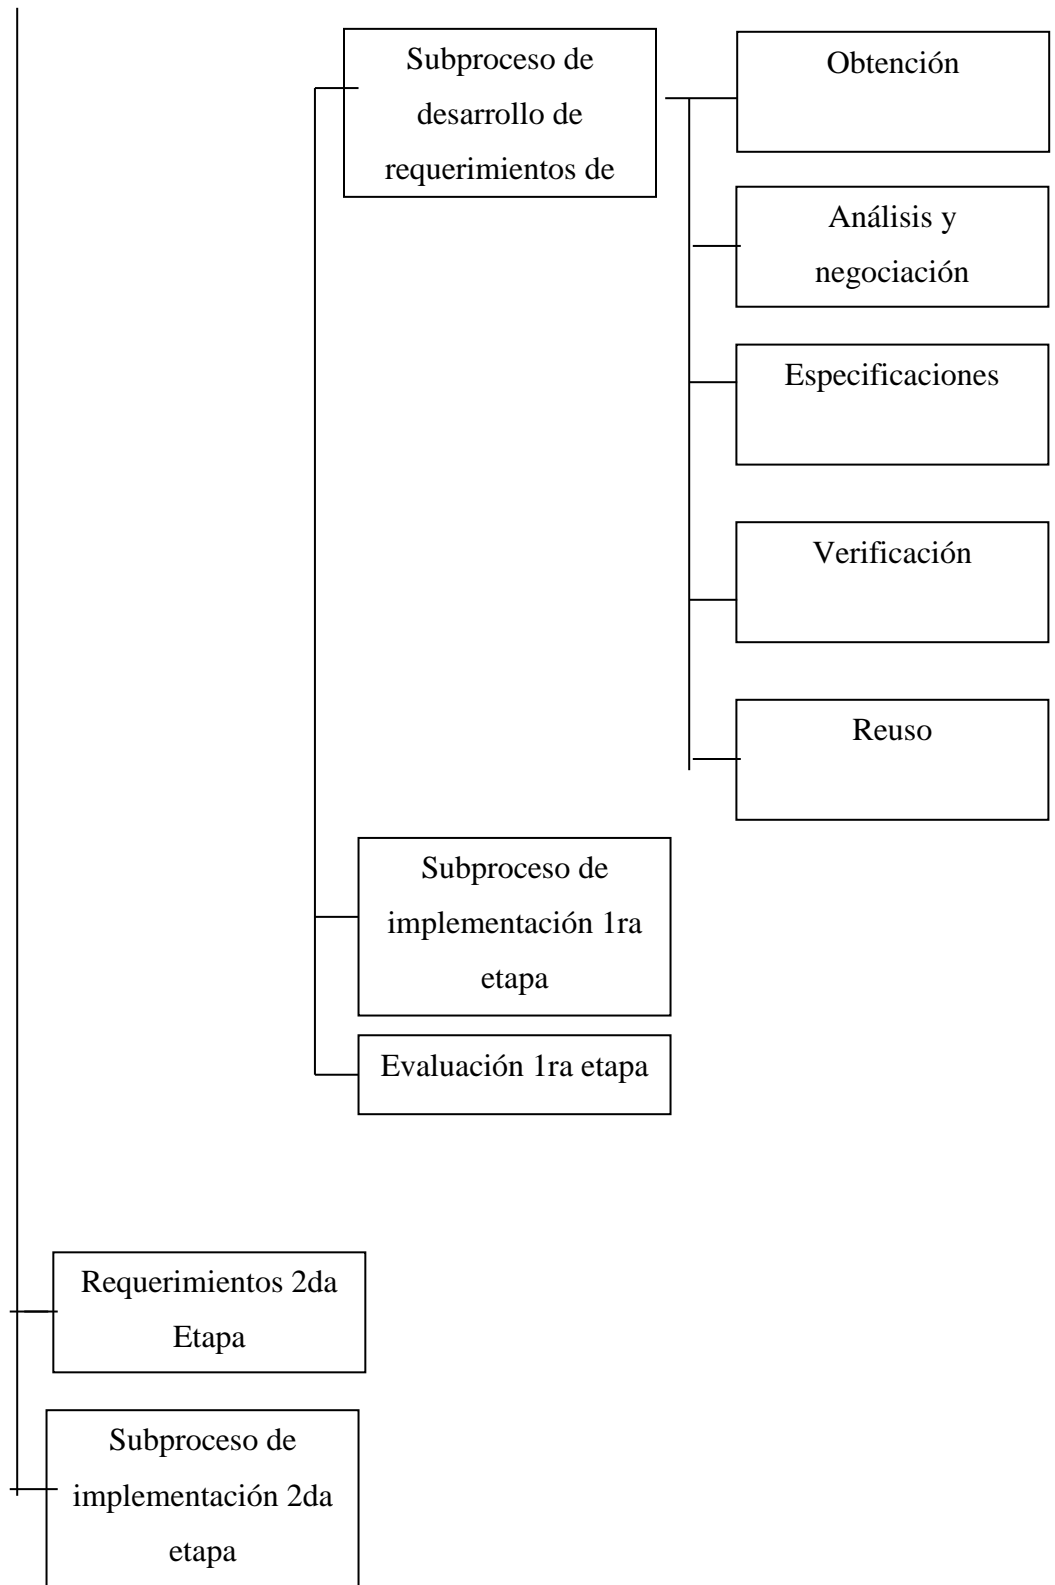 Subproceso de
desarrollo de
requerimientos de
Obtención
Análisis y
negociación
Especificaciones
Verificación
Reuso
Subproceso de
implementación 1ra
etapa
Evaluación 1ra etapa
Requerimientos 2da
Etapa
Subproceso de
implementación 2da
etapa